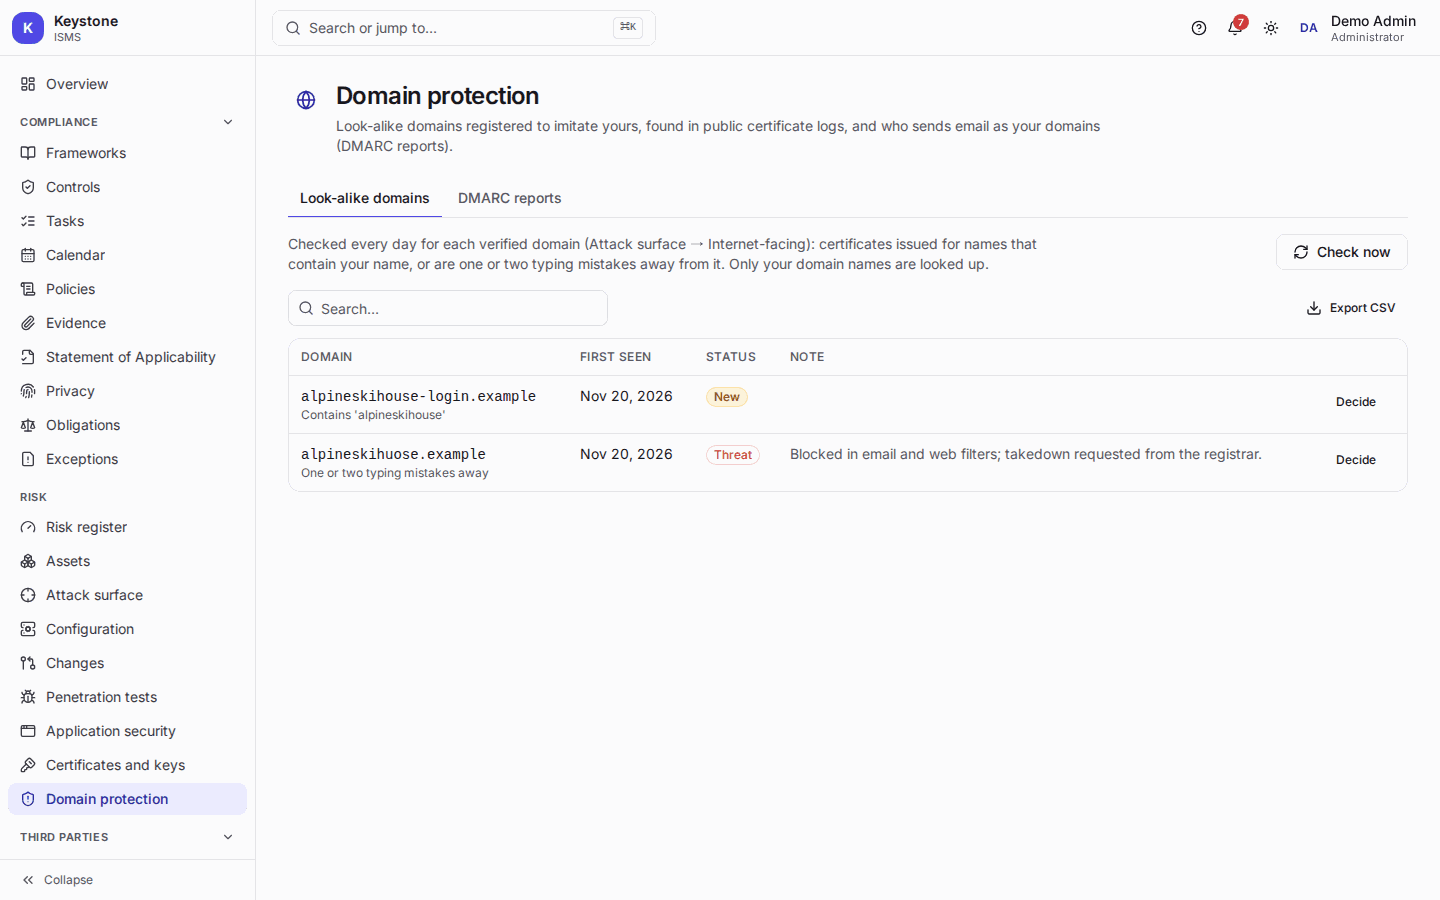 K
Keystone
ISMS
Search or jump to...
⌘K
7
DA
Demo Admin
Administrator
Overview
COMPLIANCE
Frameworks
Controls
Tasks
Calendar
Policies
Evidence
Statement of Applicability
Privacy
Obligations
Exceptions
RISK
Risk register
Assets
Attack surface
Configuration
Changes
Penetration tests
Application security
Certificates and keys
Domain protection
THIRD PARTIES
Collapse
Domain protection
Look-alike domains registered to imitate yours, found in public certificate logs, and who sends email as your domains
(DMARC reports).
Look-alike domains
DMARC reports
Checked every day for each verified domain (Attack surface → Internet-facing): certificates issued for names that
contain your name, or are one or two typing mistakes away from it. Only your domain names are looked up.
Check now
Search...
Export CSV
DOMAIN FIRST SEEN STATUS NOTE
alpineskihouse-login.example Nov 20, 2026 New Decide
Contains 'alpineskihouse'
alpineskihuose.example Nov 20, 2026 Threat Blocked in email and web filters; takedown requested from the registrar. Decide
One or two typing mistakes away